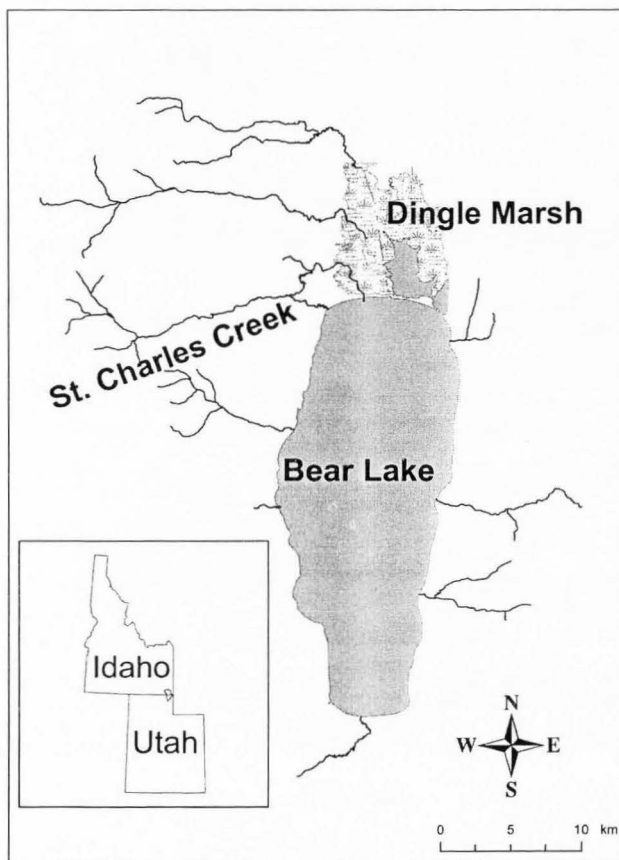 Dingle Marsh
St. Charles Creek
Bear Lake
Idaho
Utah
N
W E
S
0 5 10 km